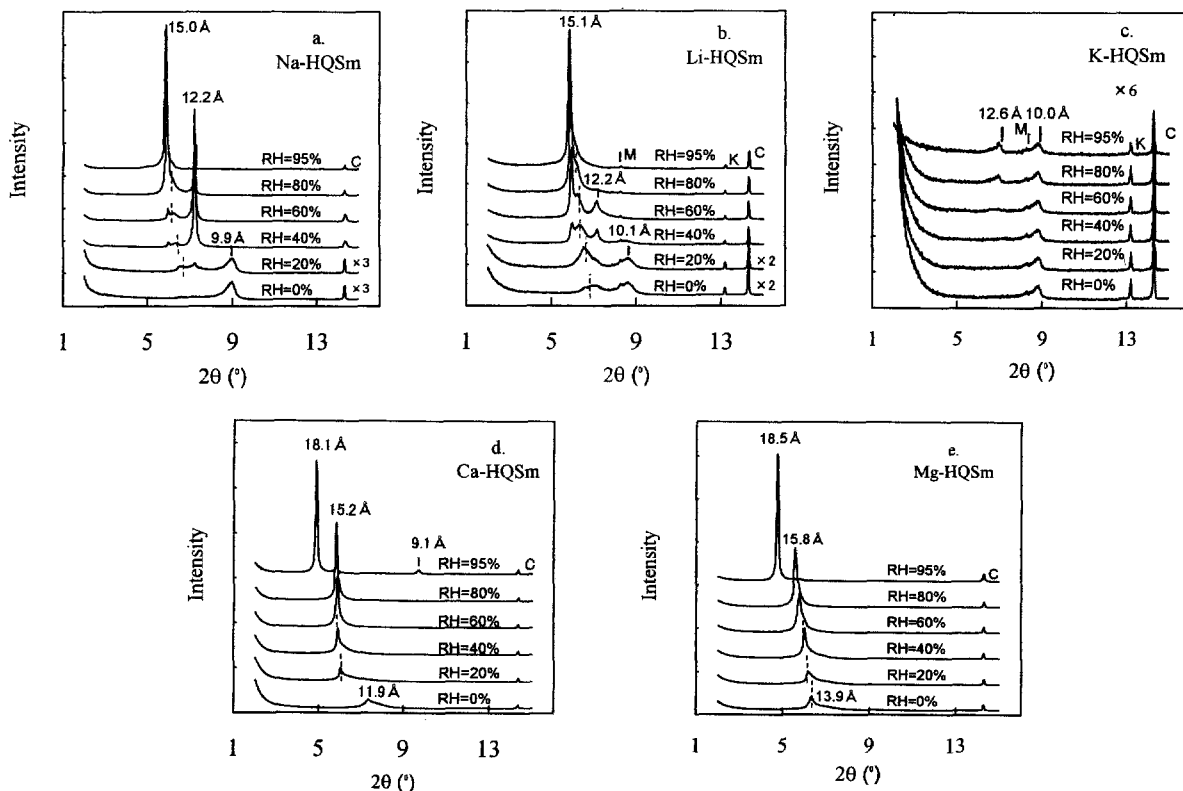 a.
Na-HQSm
15.0 Å
12.2 Å
9.9 Å
RH=95%
C
RH=80%
RH=60%
RH=40%
RH=20%
×3
RH=0%
×3
Intensity
1 5 9 13
2θ (°)
b.
Li-HQSm
15.1 Å
M
RH=95%
K
C
12.2Å
RH=80%
RH=60%
10.1Å
RH=40%
RH=20%
×2
RH=0%
×2
Intensity
1 5 9 13
2θ (°)
c.
K-HQSm
×6
12.6Å
M
10.0Å
C
RH=95%
K
RH=80%
RH=60%
RH=40%
RH=20%
RH=0%
Intensity
1 5 9 13
2θ (°)
d.
Ca-HQSm
18.1 Å
15.2 Å
9.1 Å
RH=95%
C
RH=80%
RH=60%
RH=40%
RH=20%
11.9Å
RH=0%
Intensity
1 5 9 13
2θ (°)
e.
Mg-HQSm
18.5 Å
15.8 Å
RH=95%
C
RH=80%
RH=60%
RH=40%
RH=20%
13.9Å
RH=0%
Intensity
1 5 9 13
2θ (°)